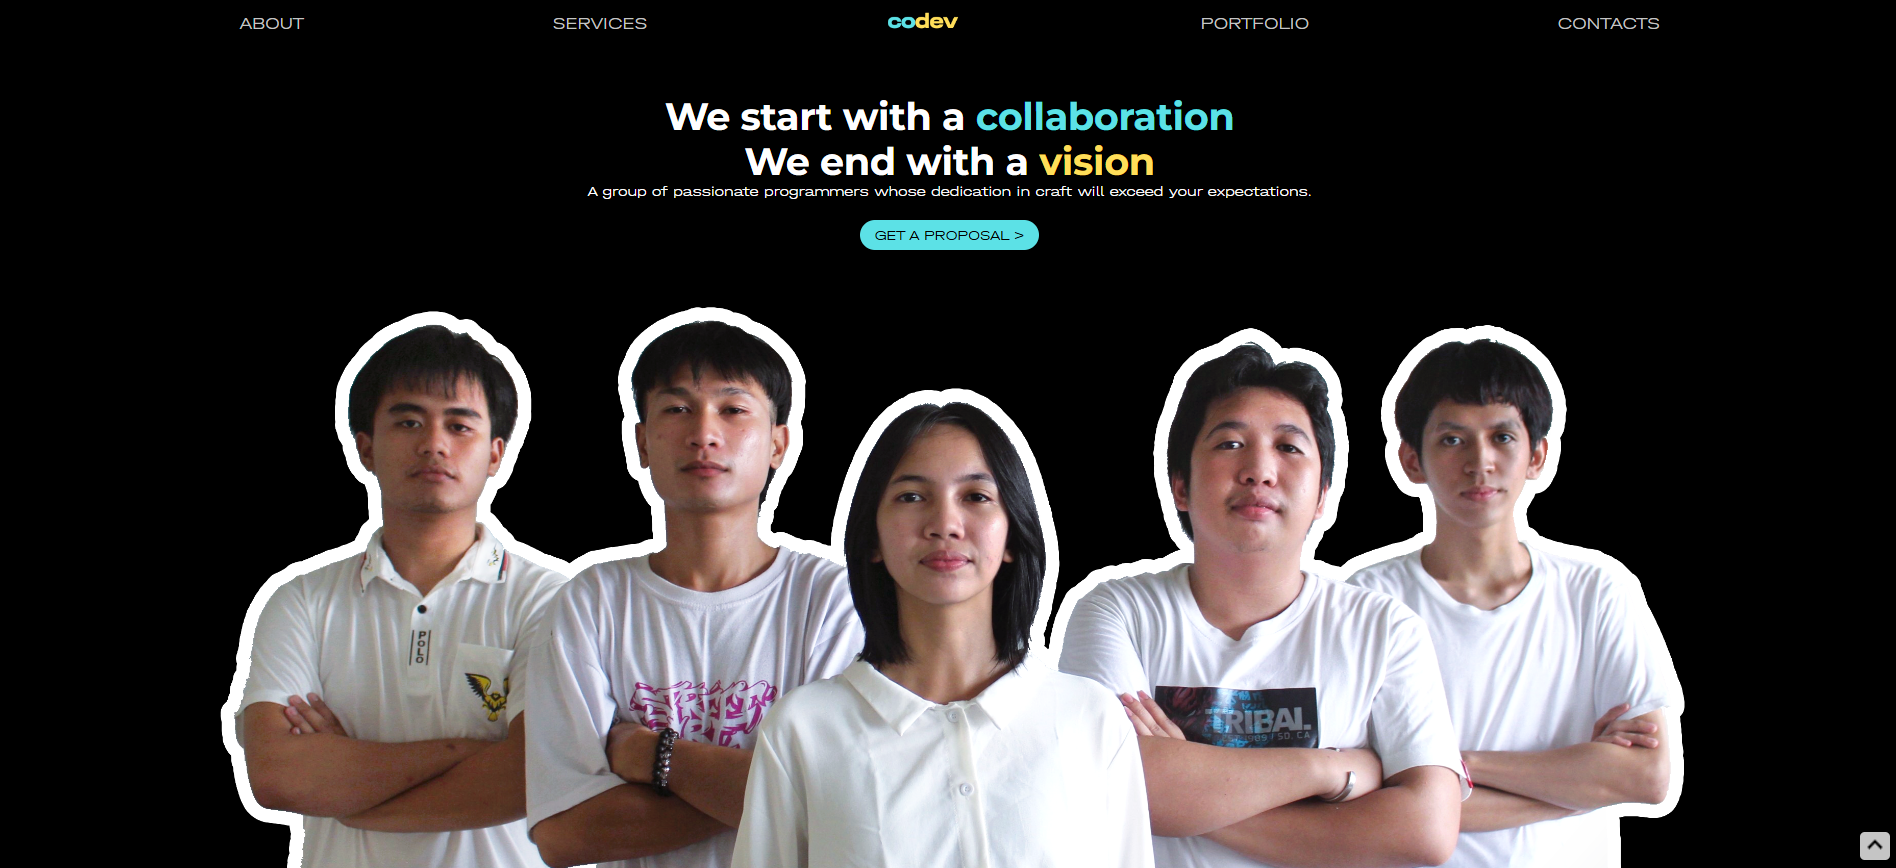 ABOUT SERVICES codev PORTFOLIO CONTACTS
We start with a collaboration
We end with a vision
A group of passionate programmers whose dedication in craft will exceed your expectations.
GET A PROPOSAL >
POLO
TRIBAL